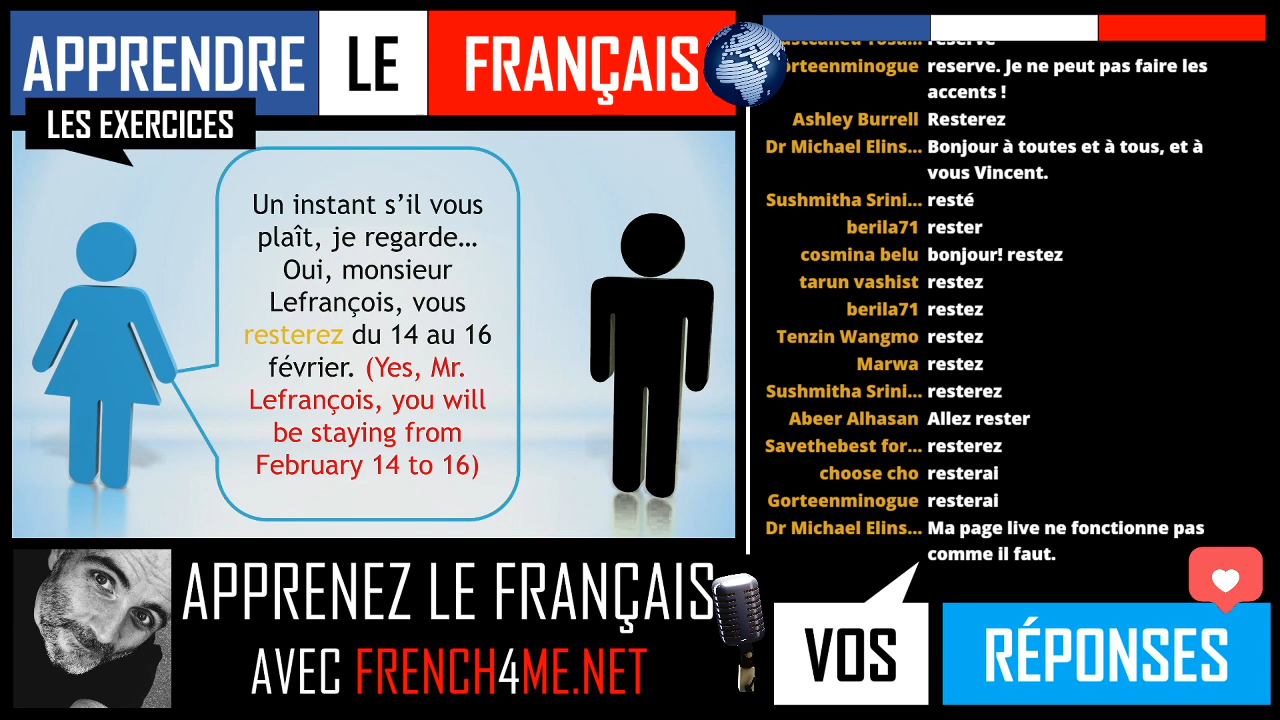 APPRENDRE LE FRANÇAIS
LES EXERCICES
Un instant s’il vous
plaît, je regarde…
Oui, monsieur
Lefrançois, vous
resterez du 14 au 16
février. (Yes, Mr.
Lefrançois, you will
be staying from
February 14 to 16)
APPRENEZ LE FRANÇAIS
AVEC FRENCH4ME.NET
reserve. Je ne peut pas faire les
accents !
Ashley Burrell Resterez
Dr Michael Elins... Bonjour à toutes et à tous, et à
vous Vincent.
Sushmitha Srini... resté
berila71 rester
cosmina belu bonjour! restez
tarun vashist restez
berila71 restez
Tenzin Wangmo restez
Marwa restez
Sushmitha Srini... resterez
Abeer Alhasan Allez rester
Savethebest for... resterez
choose cho resterai
Gorteenminogue resterai
Dr Michael Elins... Ma page live ne fonctionne pas
comme il faut.
VOS RÉPONSES